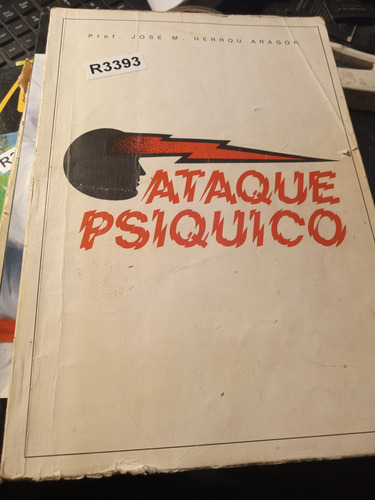 Prof. JOSE M. HERROU ARAGON
R3393
ATAQUE
PSIQUICO